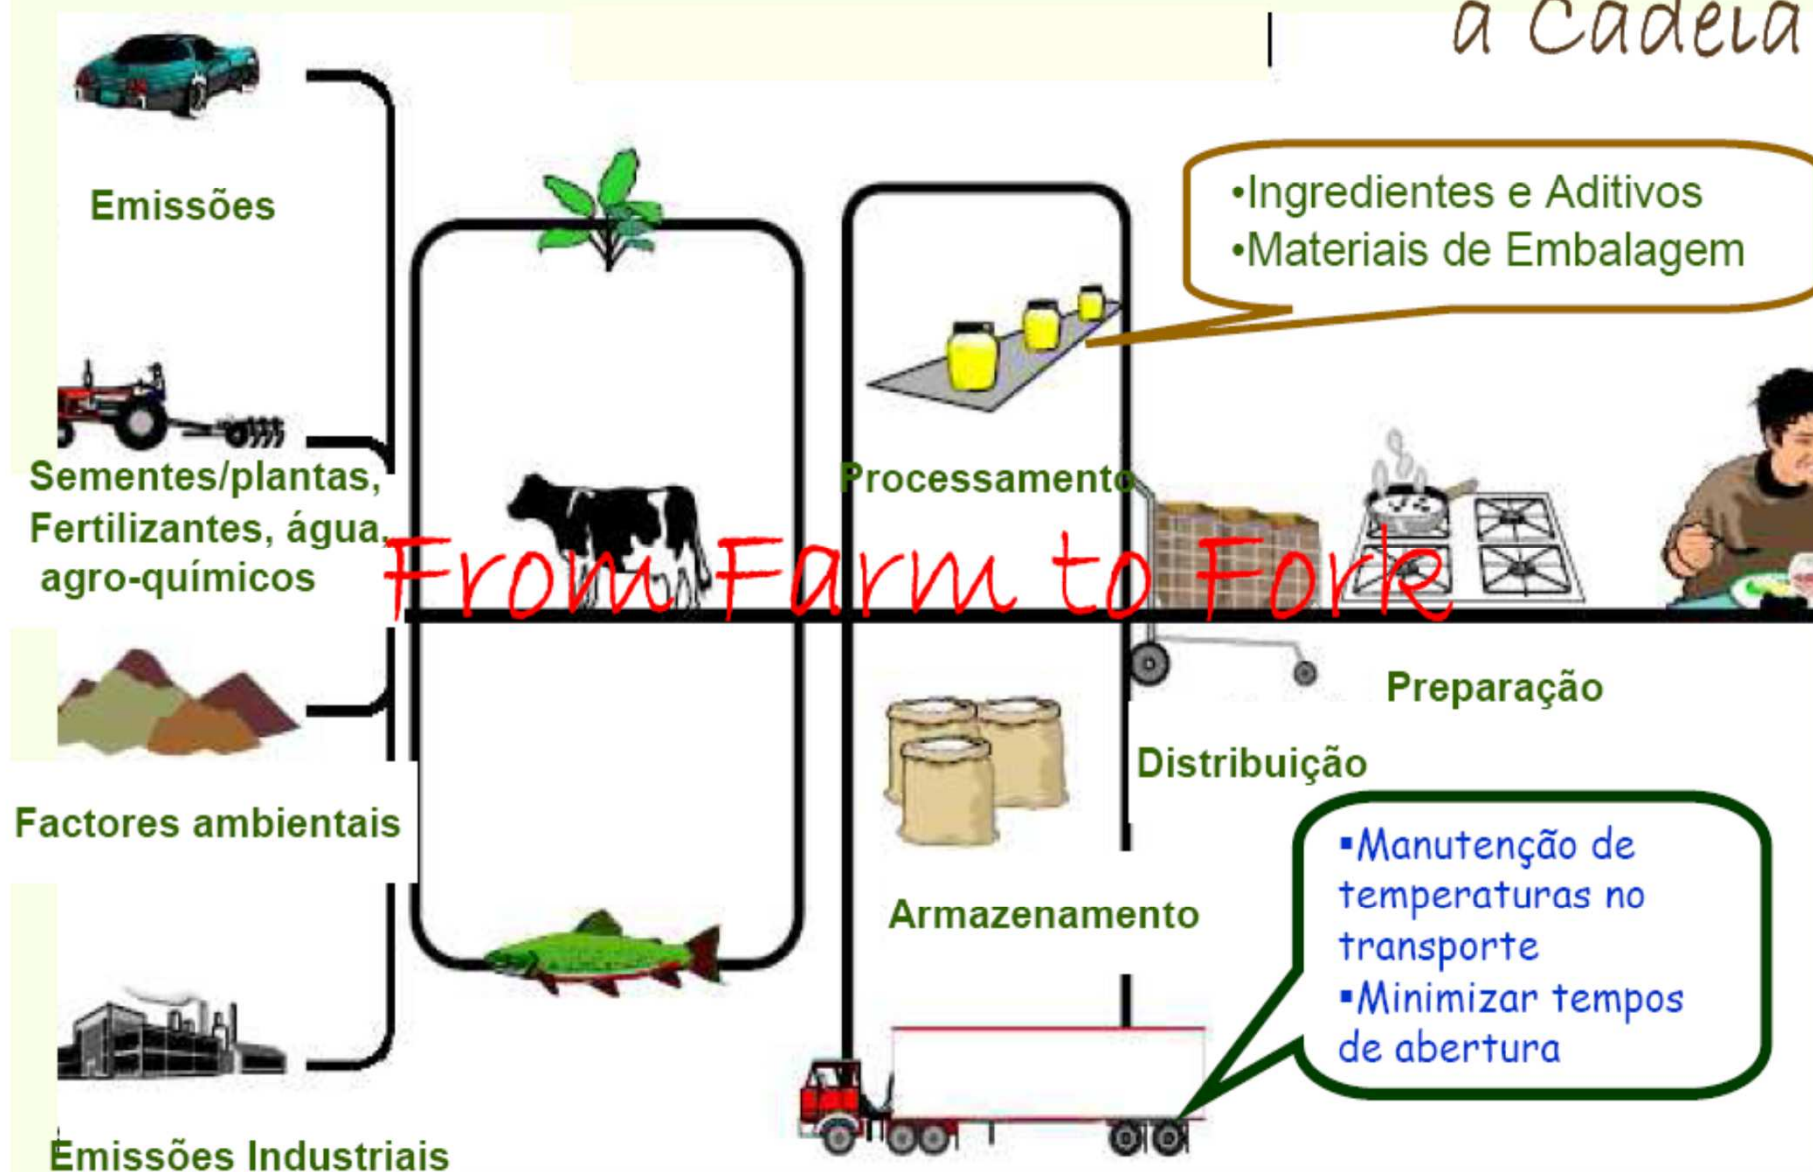 a Cadeia
Emissões
•Ingredientes e Aditivos
•Materiais de Embalagem
Sementes/plantas,
Fertilizantes, água,
agro-químicos
Processamento
From Farm to Fork
Preparação
Distribuição
Factores ambientais
Armazenamento
▪Manutenção de
temperaturas no
transporte
▪Minimizar tempos
de abertura
Emissões Industriais